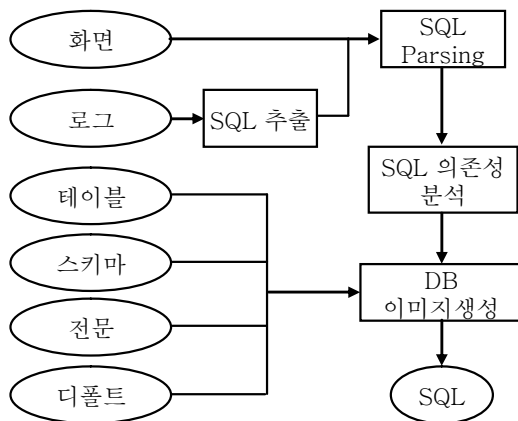 화면
SQL
Parsing
로그
SQL 추출
테이블
SQL 의존성
분석
스키마
DB
이미지생성
전문
디폴트
SQL